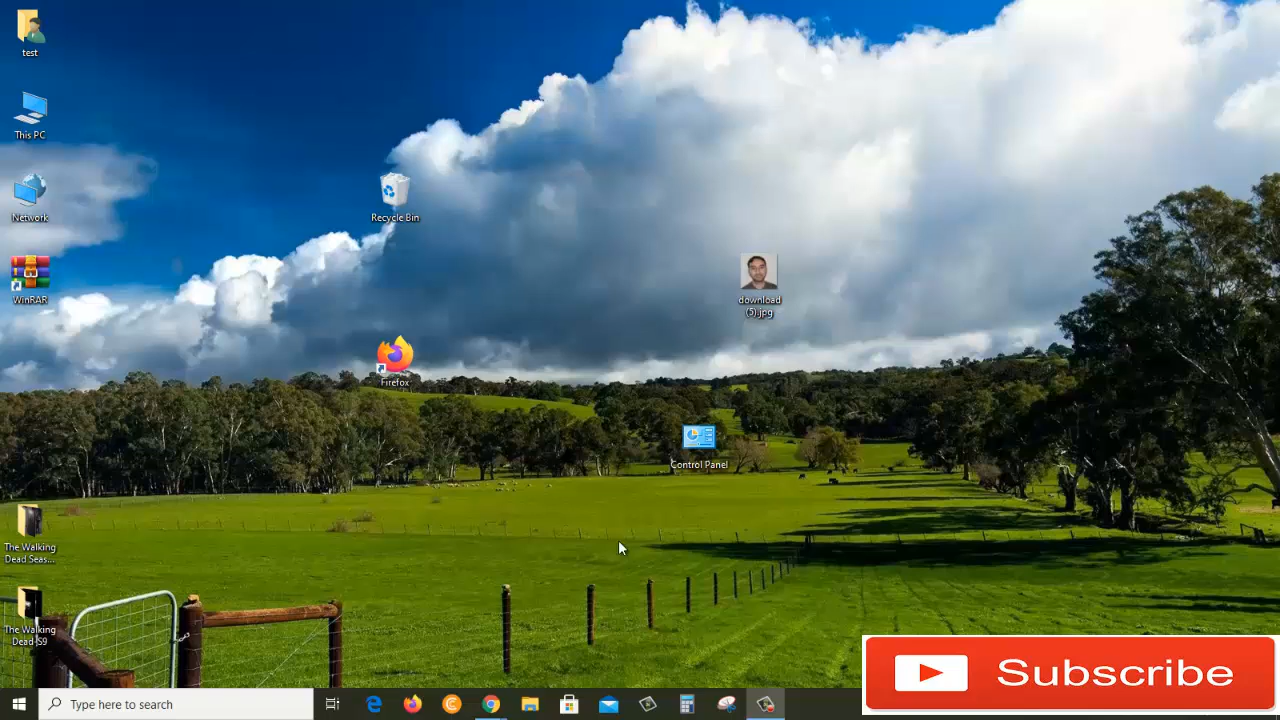 test
This PC
Network
WinRAR
Recycle Bin
Firefox
download
(5).jpg
Control Panel
The Walking
Dead Seas...
The Walking
Dead S9
Type here to search
Subscribe